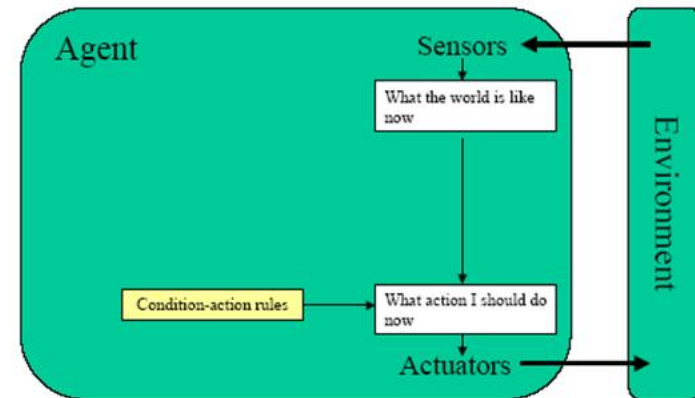 Agent
Sensors
What the world is like
now
Environment
Condition-action rules
What action I should do
now
Actuators